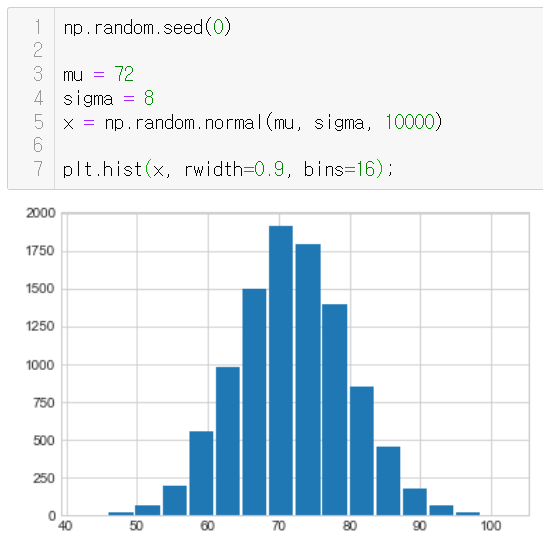 1 np.random.seed(0)
2
3 mu = 72
4 sigma = 8
5 x = np.random.normal(mu, sigma, 10000)
6
7 plt.hist(x, rwidth=0.9, bins=16);
2000
1750
1500
1250
1000
750
500
250
0
40 50 60 70 80 90 100